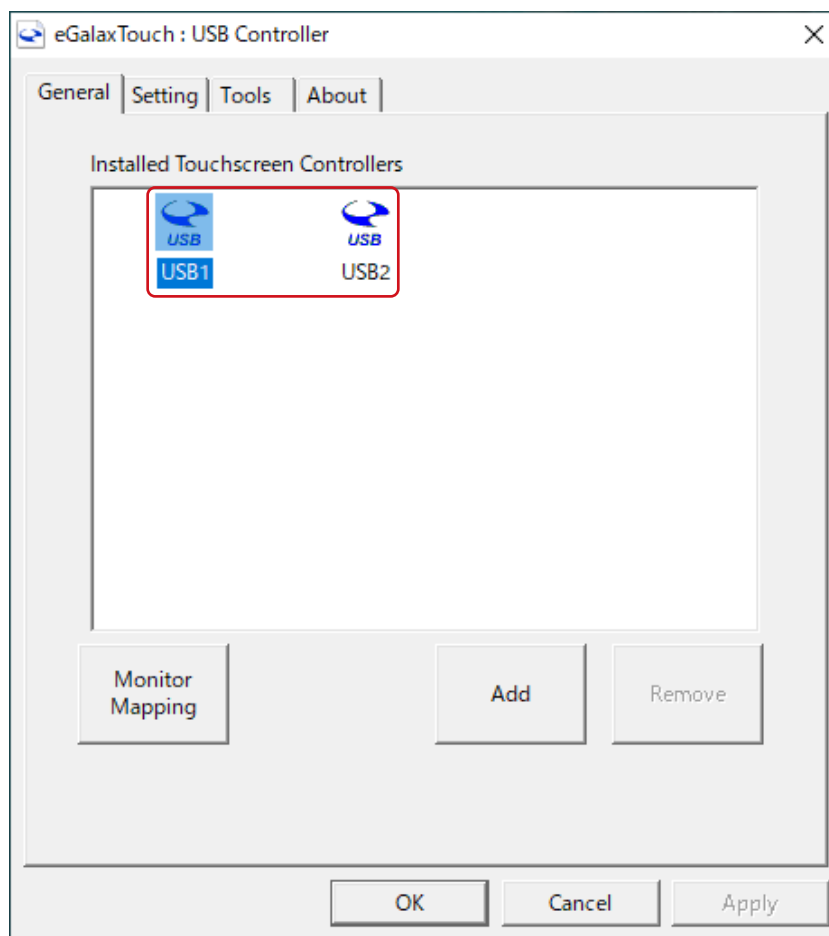 eGalaxTouch : USB Controller
General Setting Tools About
Installed Touchscreen Controllers
USB USB
USB1 USB2
Monitor
Mapping
Add
Remove
OK Cancel Apply